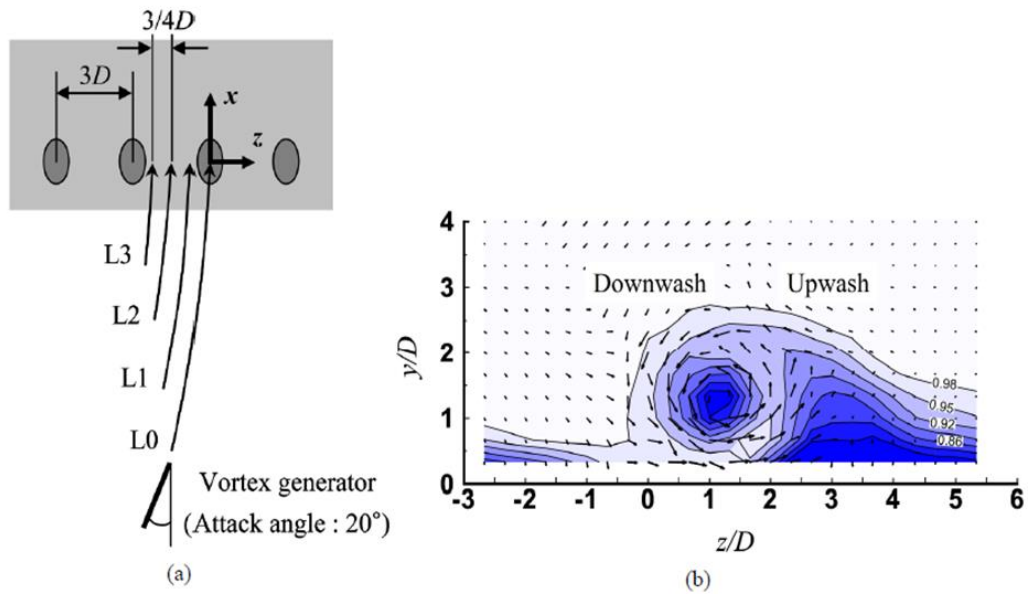 3/4D
3D
x
z
L3
L2
L1
L0
Vortex generator
(Attack angle : 20°)
(a)
4
3
2
1
0
y/D
Downwash
Upwash
0.98
0.95
0.92
0.86
-3 -2 -1 0 1 2 3 4 5 6
z/D
(b)